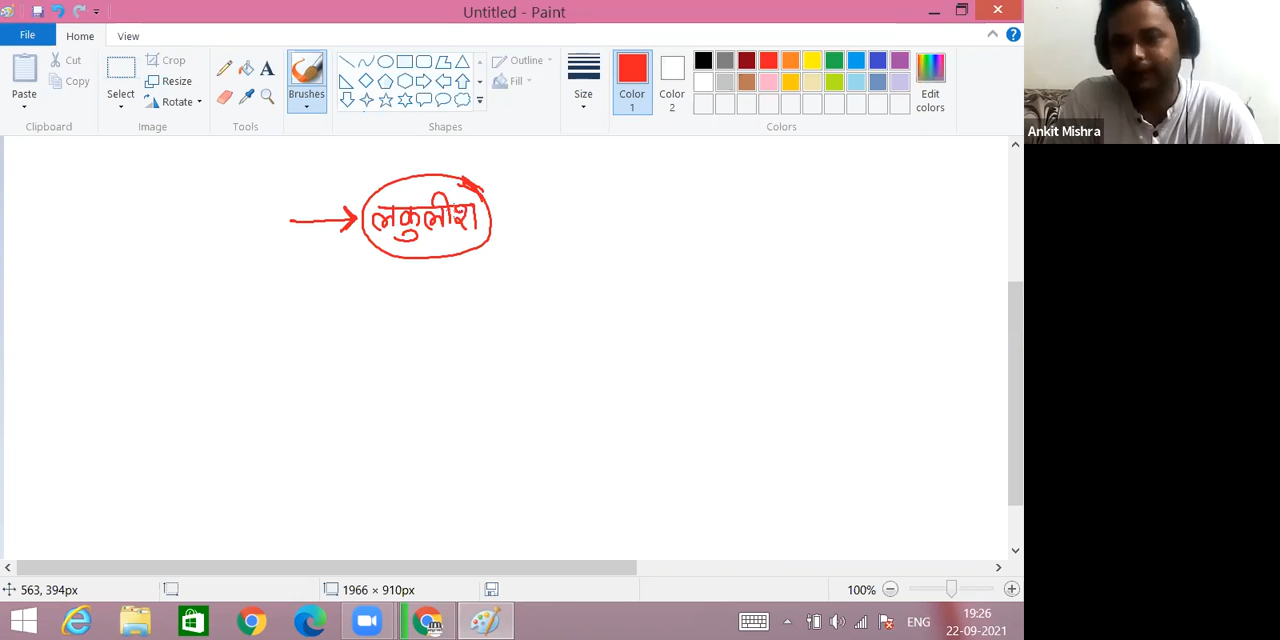 Untitled - Paint
File Home View
Paste
Cut
Copy
Clipboard
Select
Crop
Resize
Rotate
Image
Tools
Brushes
Outline
Fill
Shapes
Size
Color 1
Color 2
Edit colors
Colors
Ankit Mishra
लकुलीश
563, 394px
1966 × 910px
100%
ENG
19:26
22-09-2021